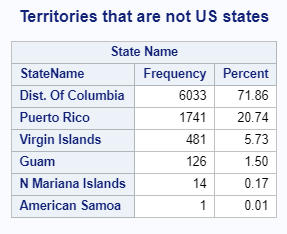 Territories that are not US states
State Name
StateName Frequency Percent
Dist. Of Columbia 6033 71.86
Puerto Rico 1741 20.74
Virgin Islands 481 5.73
Guam 126 1.50
N Mariana Islands 14 0.17
American Samoa 1 0.01